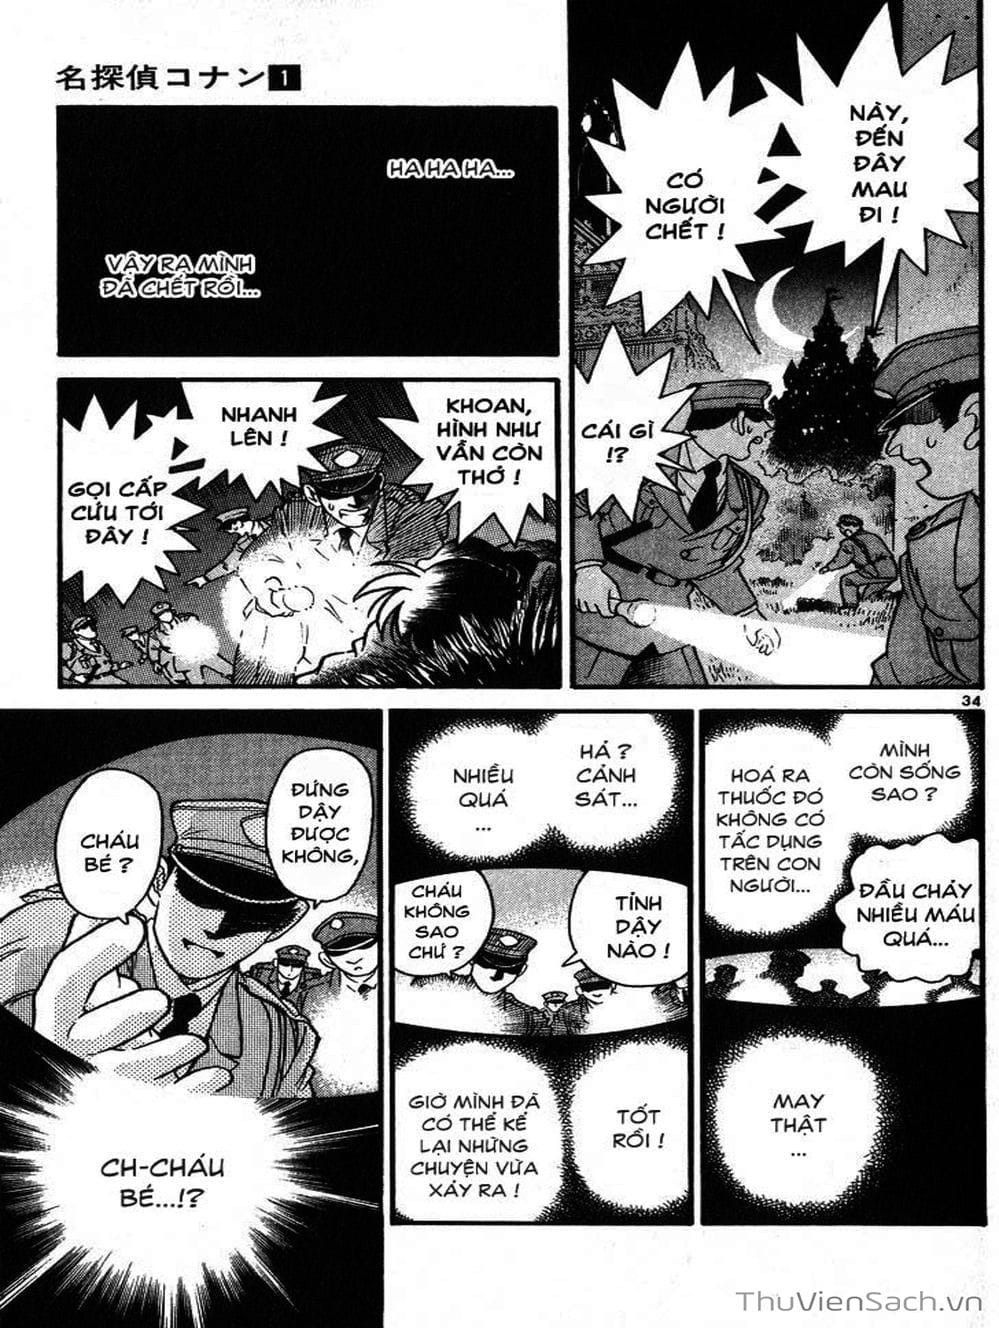 名探偵コナン 1
NÀY,
ĐẾN
ĐÂY
MAU
ĐI !
CÓ
NGƯỜI
CHẾT !
CÁI GÌ
!?
HA HA HA...
VẬY RA MÌNH
ĐÃ CHẾT RỒI...
KHOAN,
HÌNH NHƯ
VẪN CÒN
THỞ !
NHANH
LÊN !
GỌI CẤP
CỨU TỚI
ĐÂY !
34
MÌNH
CÒN SỐNG
SAO ?
HOÁ RA
THUỐC ĐÓ
KHÔNG CÓ
TÁC DỤNG
TRÊN CON
NGƯỜI...
ĐẦU CHẢY
NHIỀU MÁU
QUÁ...
MAY
THẬT
...
HẢ ?
CẢNH
SÁT...
NHIỀU
QUÁ
...
TỈNH
DẬY
NÀO !
CHÁU
KHÔNG
SAO
CHỨ ?
TỐT
RỒI !
GIỜ MÌNH ĐÃ
CÓ THỂ KỂ
LẠI NHỮNG
CHUYỆN VỪA
XẢY RA !
ĐỨNG
DẬY
ĐƯỢC
KHÔNG,
CHÁU
BÉ ?
CH-CHÁU
BÉ...!?
ThuVienSach.vn